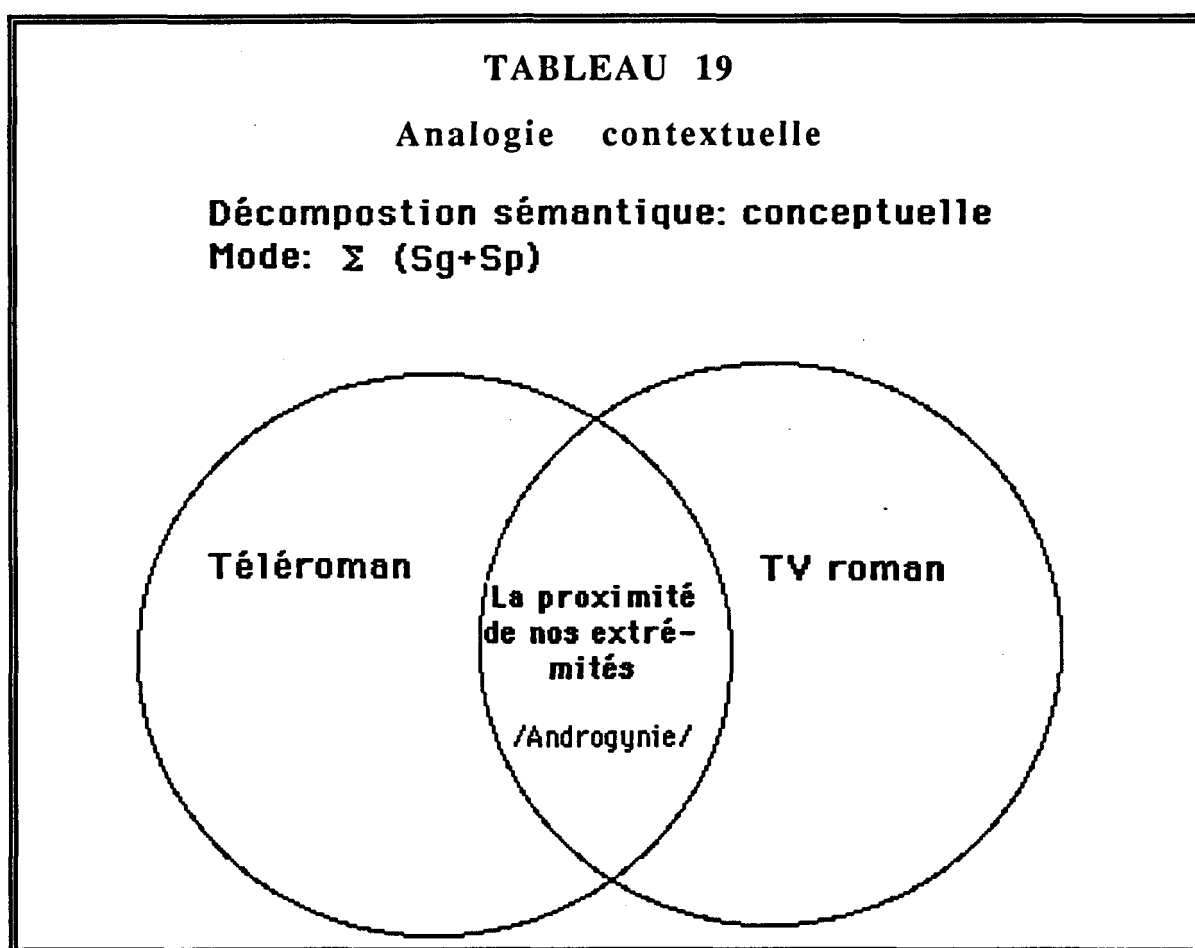 TABLEAU 19
Analogie contextuelle
Décompostion sémantique: conceptuelle
Mode: Σ (Sg+Sp)
Téléroman
TV roman
La proximité
de nos extré-
mités
/Androgynie/